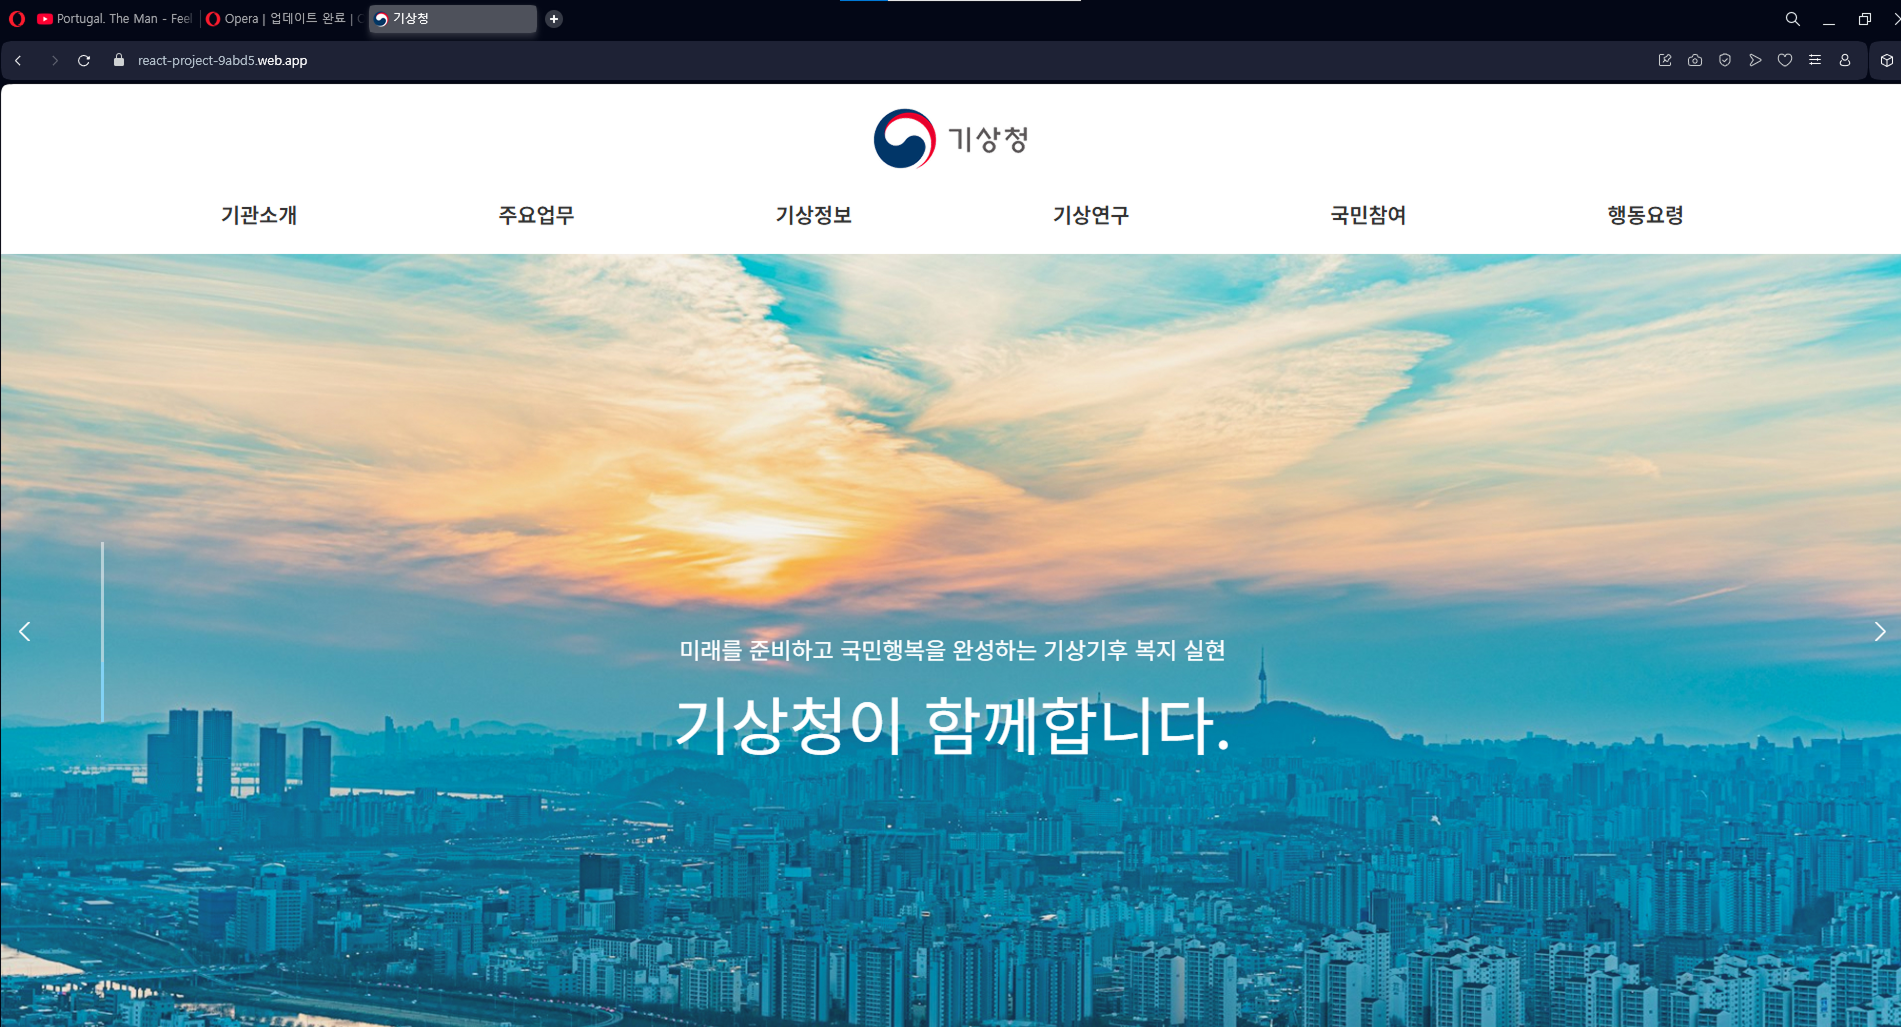 Portugal. The Man - Feel
Opera | 업데이트 완료 |
기상청
react-project-9abd5.web.app
기상청
기관소개
주요업무
기상정보
기상연구
국민참여
행동요령
미래를 준비하고 국민행복을 완성하는 기상기후 복지 실현
기상청이 함께합니다.